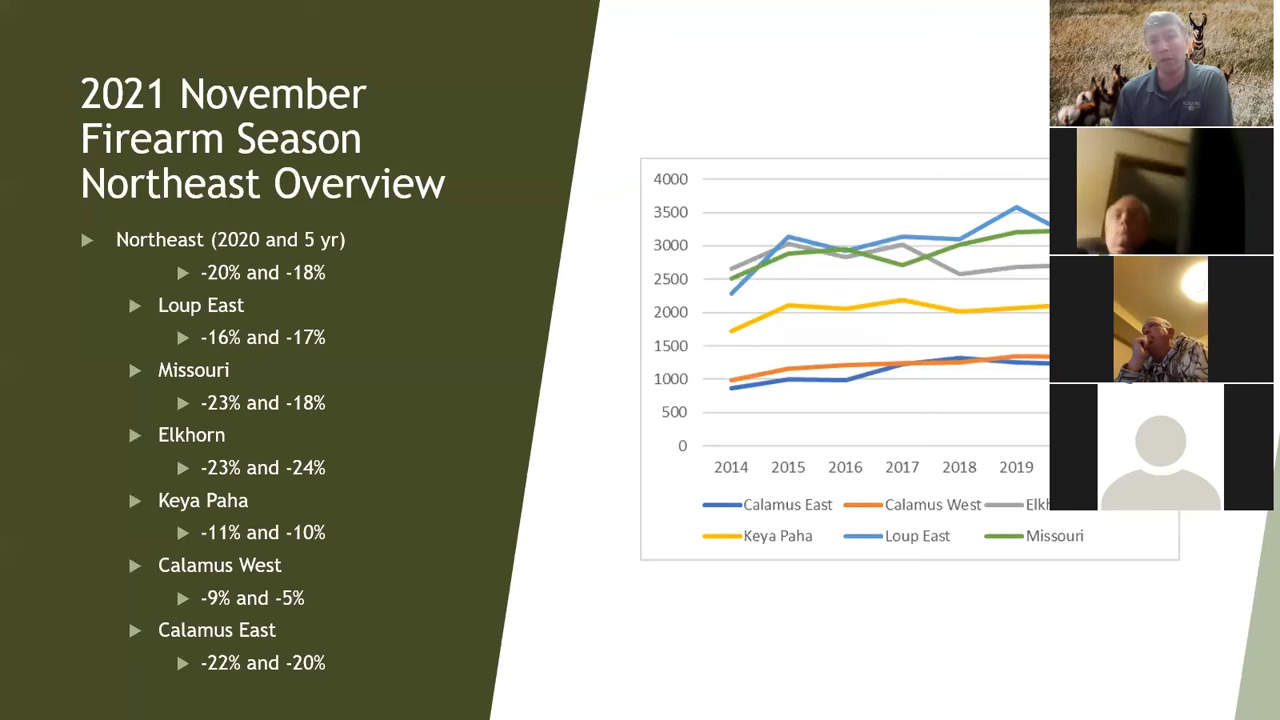 2021 November
Firearm Season
Northeast Overview
Northeast (2020 and 5 yr)
-20% and -18%
Loup East
-16% and -17%
Missouri
-23% and -18%
Elkhorn
-23% and -24%
Keya Paha
-11% and -10%
Calamus West
-9% and -5%
Calamus East
-22% and -20%
4000
3500
3000
2500
2000
1500
1000
500
0
2014 2015 2016 2017 2018 2019
Calamus East Calamus West
Keya Paha Loup East Missouri